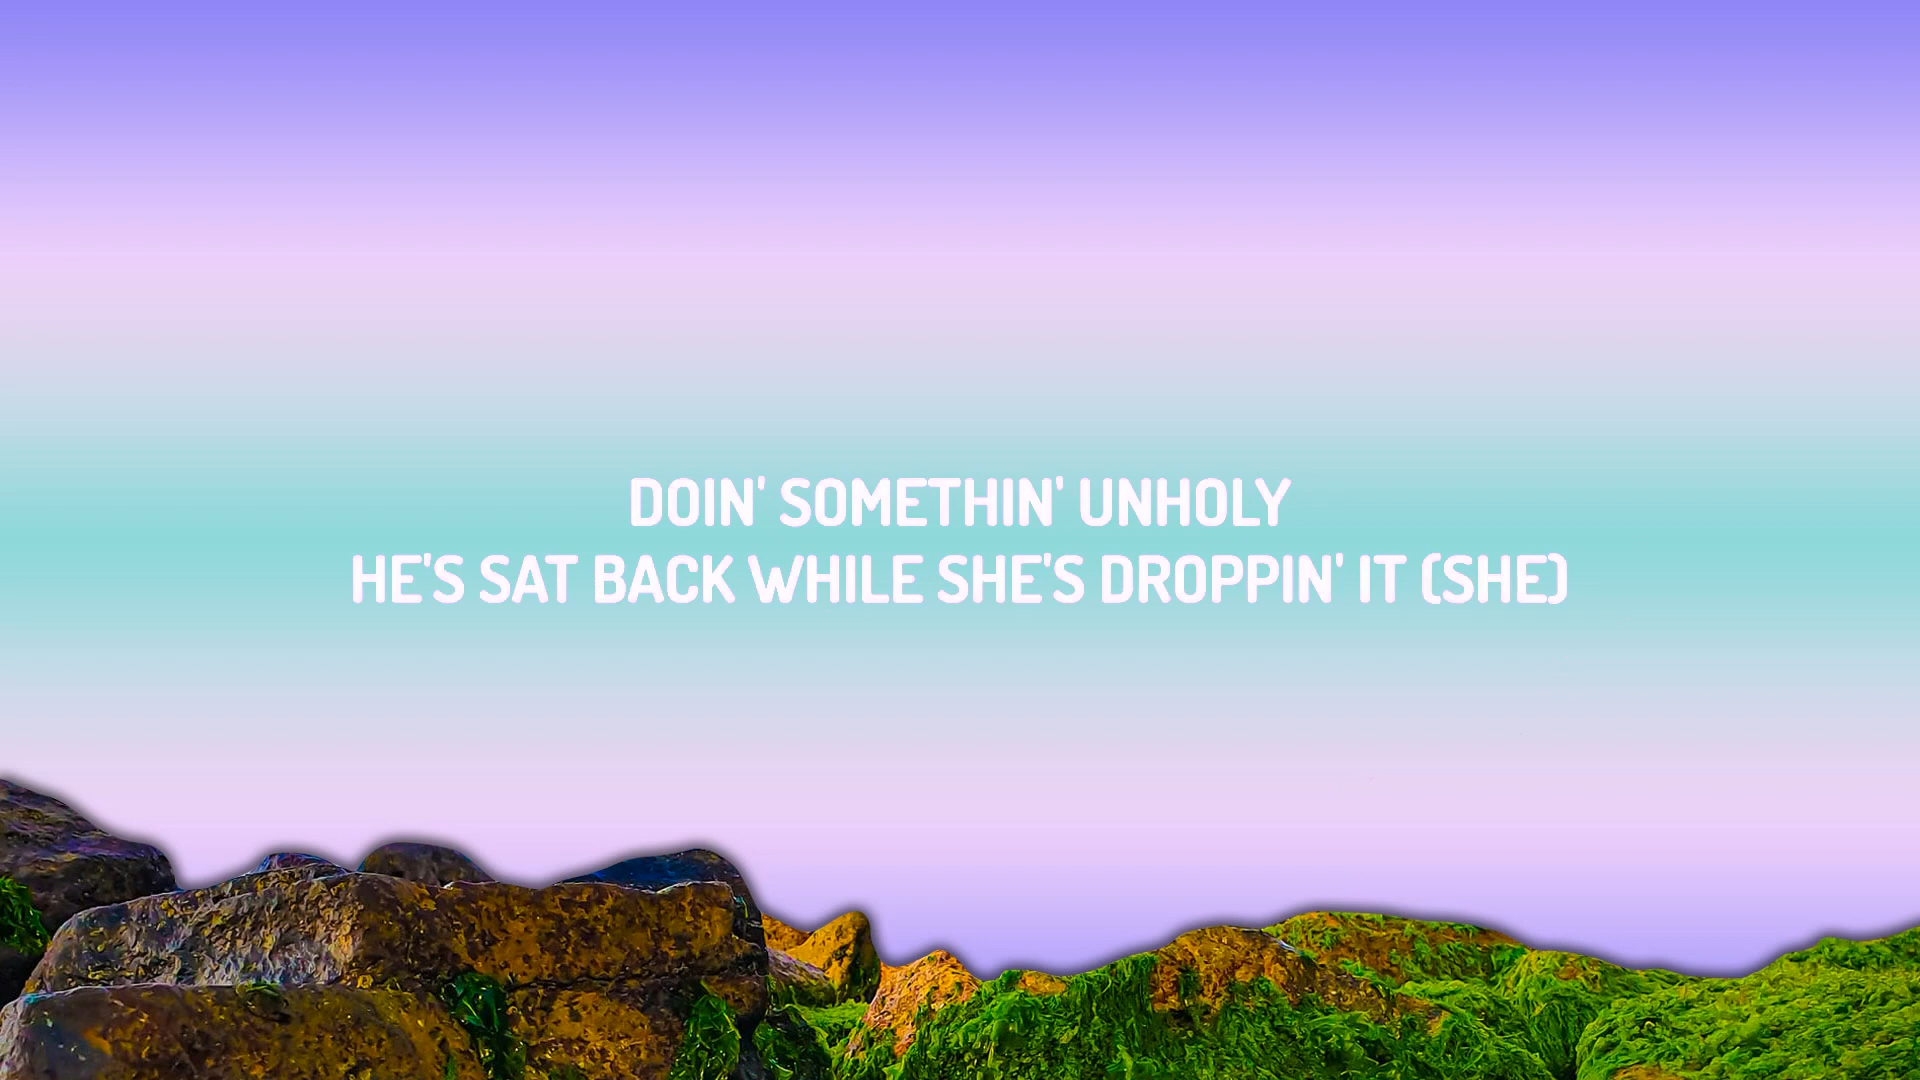 DOIN' SOMETHIN' UNHOLY
HE'S SAT BACK WHILE SHE'S DROPPIN' IT (SHE)